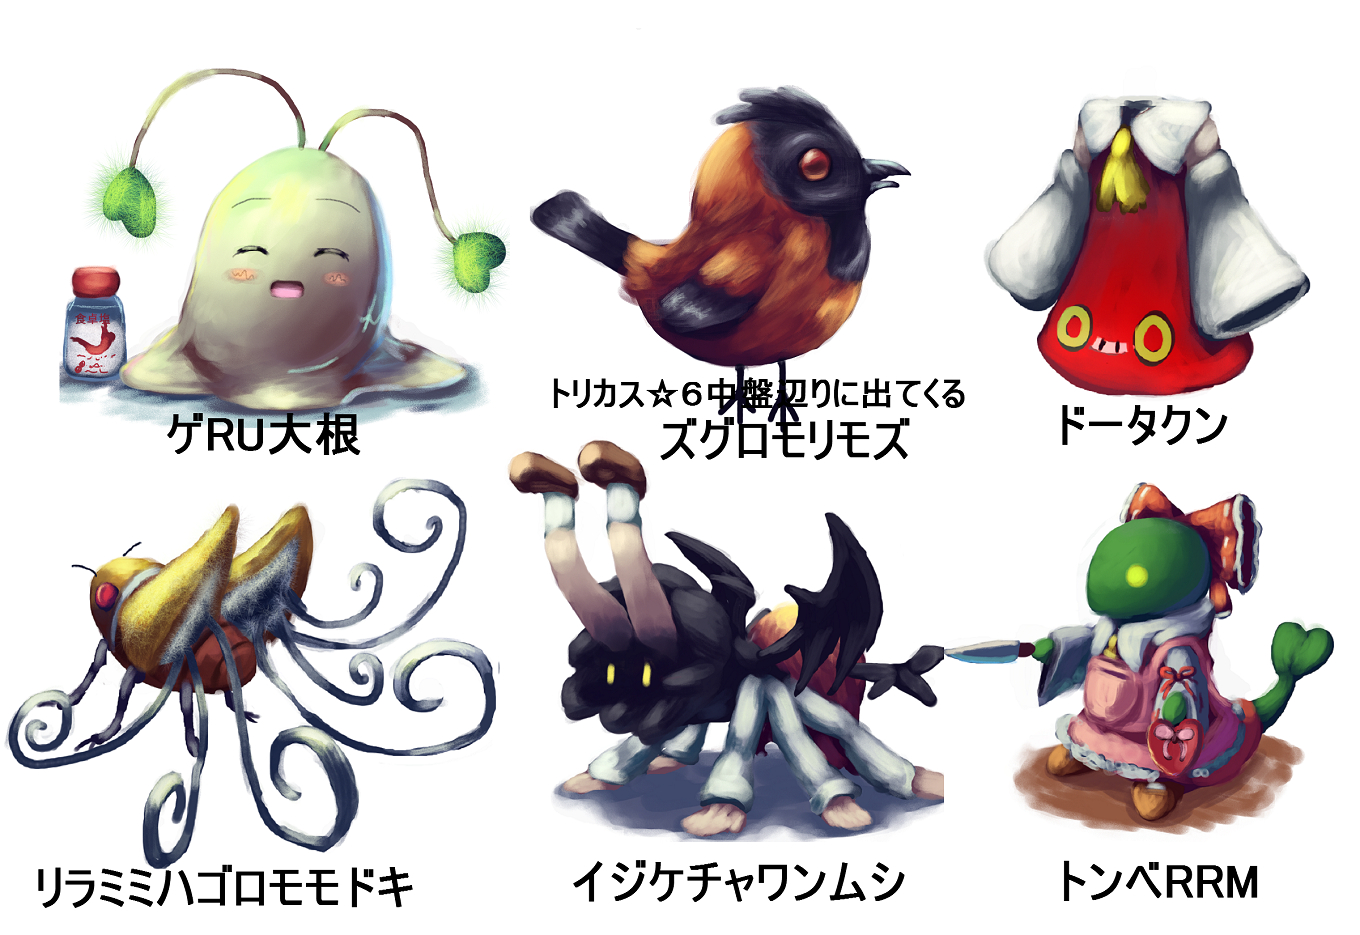 食卓塩
ゲRU大根
トリカス☆6中盤辺りに出てくる
ズグロモリモズ
ドータクン
リラミミハゴロモモドキ
イジケチャワンムシ
トンベRRM